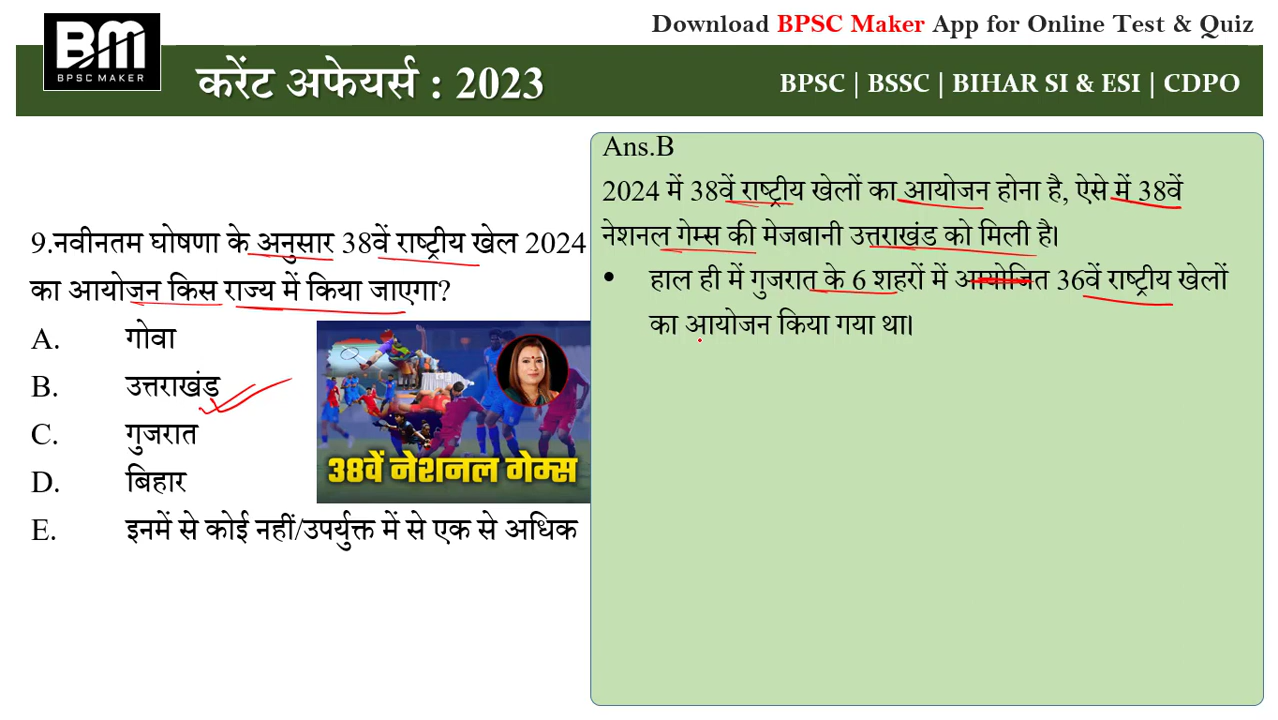 Download BPSC Maker App for Online Test & Quiz
BM
BPSC MAKER
करेंट अफेयर्स : 2023
BPSC | BSSC | BIHAR SI & ESI | CDPO
9.नवीनतम घोषणा के अनुसार 38वें राष्ट्रीय खेल 2024
का आयोजन किस राज्य में किया जाएगा?
A. गोवा
B. उत्तराखंड
C. गुजरात
D. बिहार
E. इनमें से कोई नहीं/उपर्युक्त में से एक से अधिक
38वें नेशनल गेम्स
Ans.B
2024 में 38वें राष्ट्रीय खेलों का आयोजन होना है, ऐसे में 38वें
नेशनल गेम्स की मेजबानी उत्तराखंड को मिली है।
• हाल ही में गुजरात के 6 शहरों में आयोजित 36वें राष्ट्रीय खेलों
का आयोजन किया गया था।